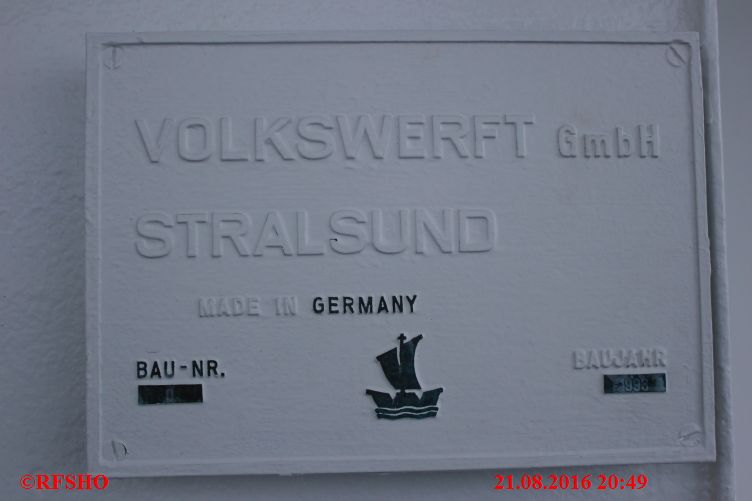 VOLKSWERFT GmbH
STRALSUND
MADE IN GERMANY
BAU-NR.
BAUJAHR
©RFSHO
21.08.2016 20:49